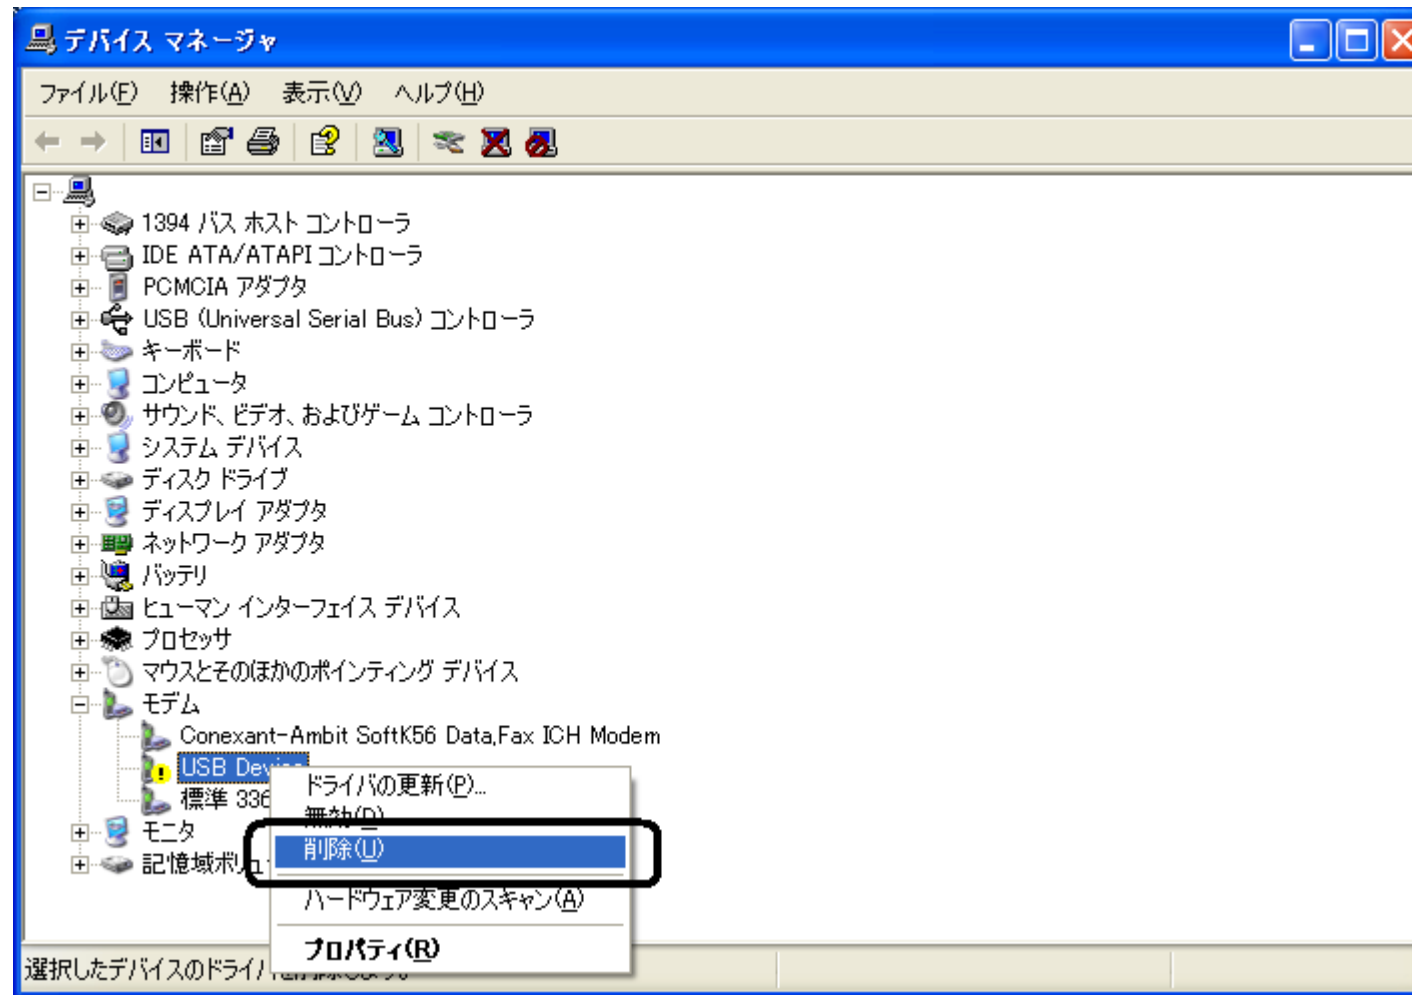 デバイス マネージャ
ファイル(F) 操作(A) 表示(V) ヘルプ(H)
1394 バス ホスト コントローラ
IDE ATA/ATAPI コントローラ
PCMCIA アダプタ
USB (Universal Serial Bus) コントローラ
キーボード
コンピュータ
サウンド、ビデオ、およびゲーム コントローラ
システム デバイス
ディスク ドライブ
ディスプレイ アダプタ
ネットワーク アダプタ
バッテリ
ヒューマン インターフェイス デバイス
プロセッサ
マウスとそのほかのポインティング デバイス
モデム
Conexant-Ambit SoftK56 Data,Fax ICH Modem
USB Device
標準 336
モニタ
記憶域ボリュ
ドライバの更新(P)...
無効(D)
削除(U)
ハードウェア変更のスキャン(A)
プロパティ(R)
選択したデバイスのドライバを削除します。